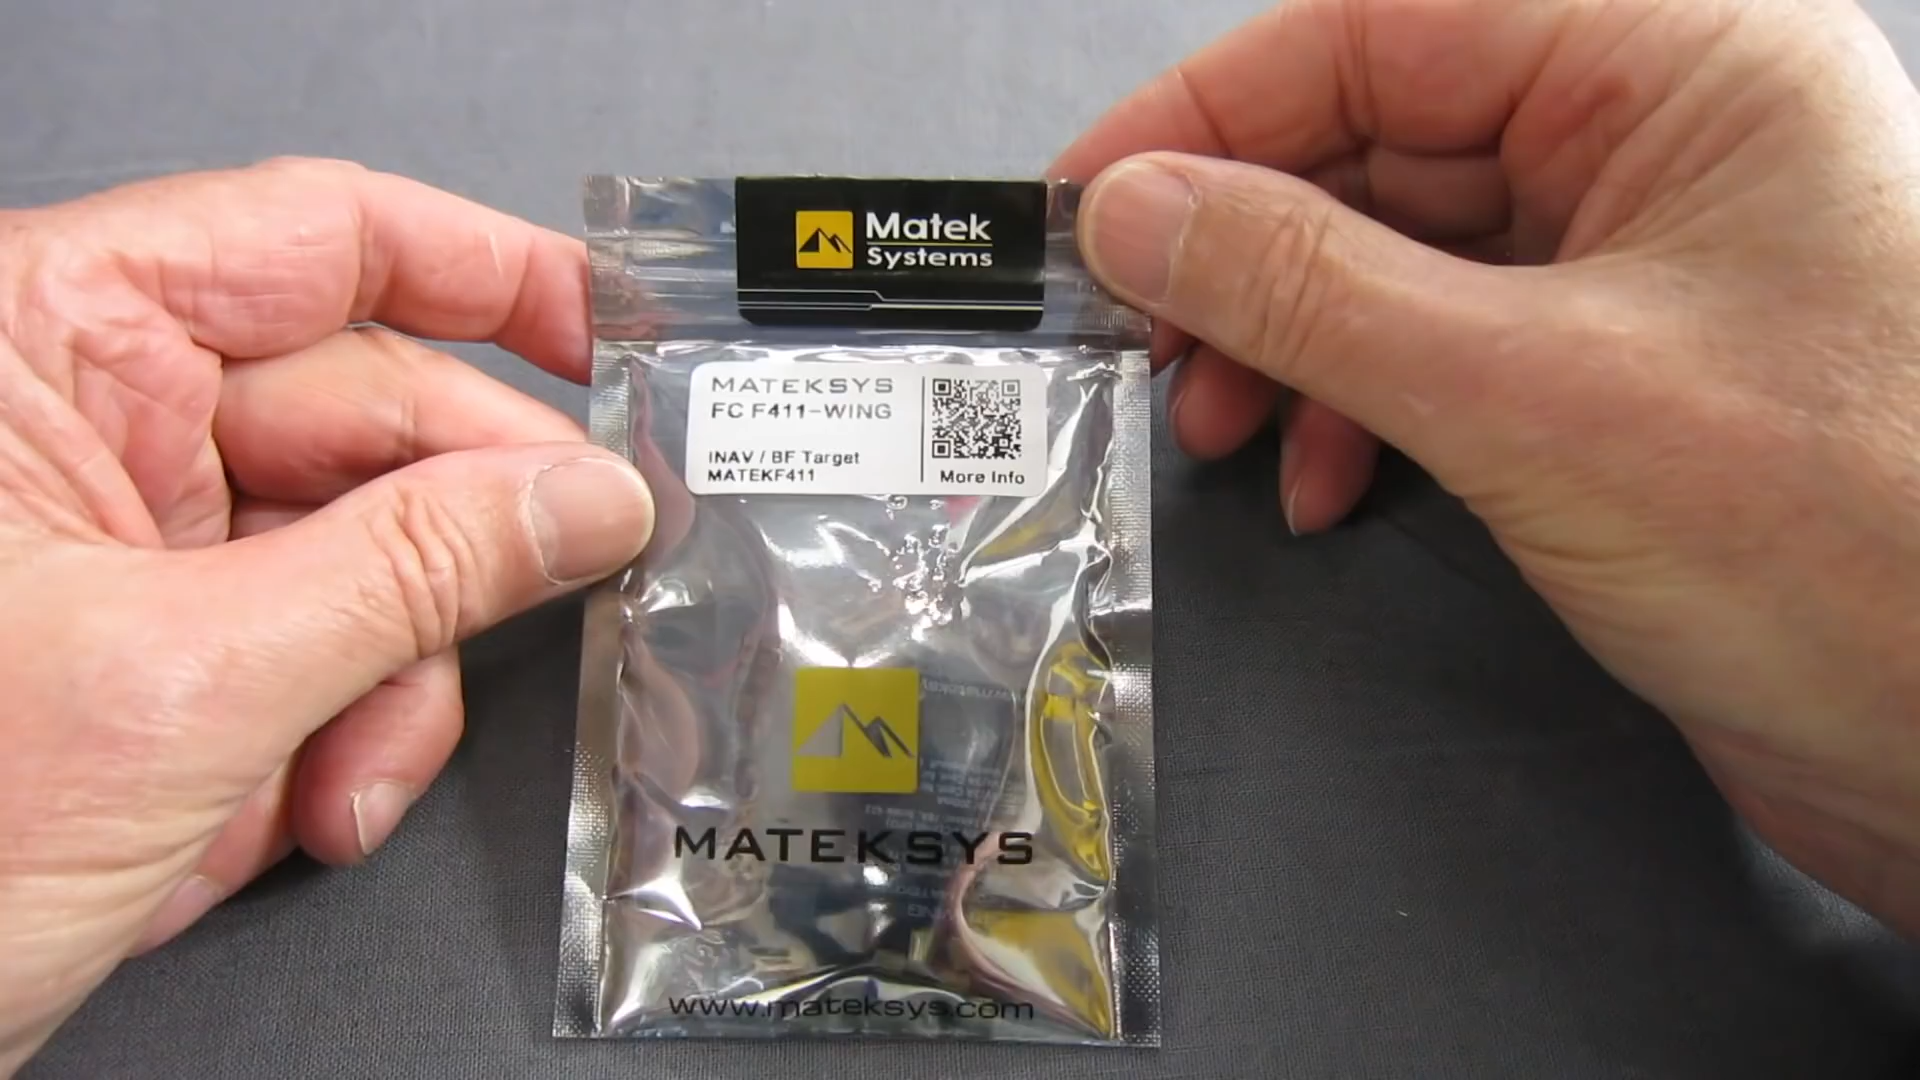 Matek
Systems
MATEKSYS
FC F411-WING
INAV / BF Target
MATEKF411
More Info
MATEKSYS
www.mateksys.com